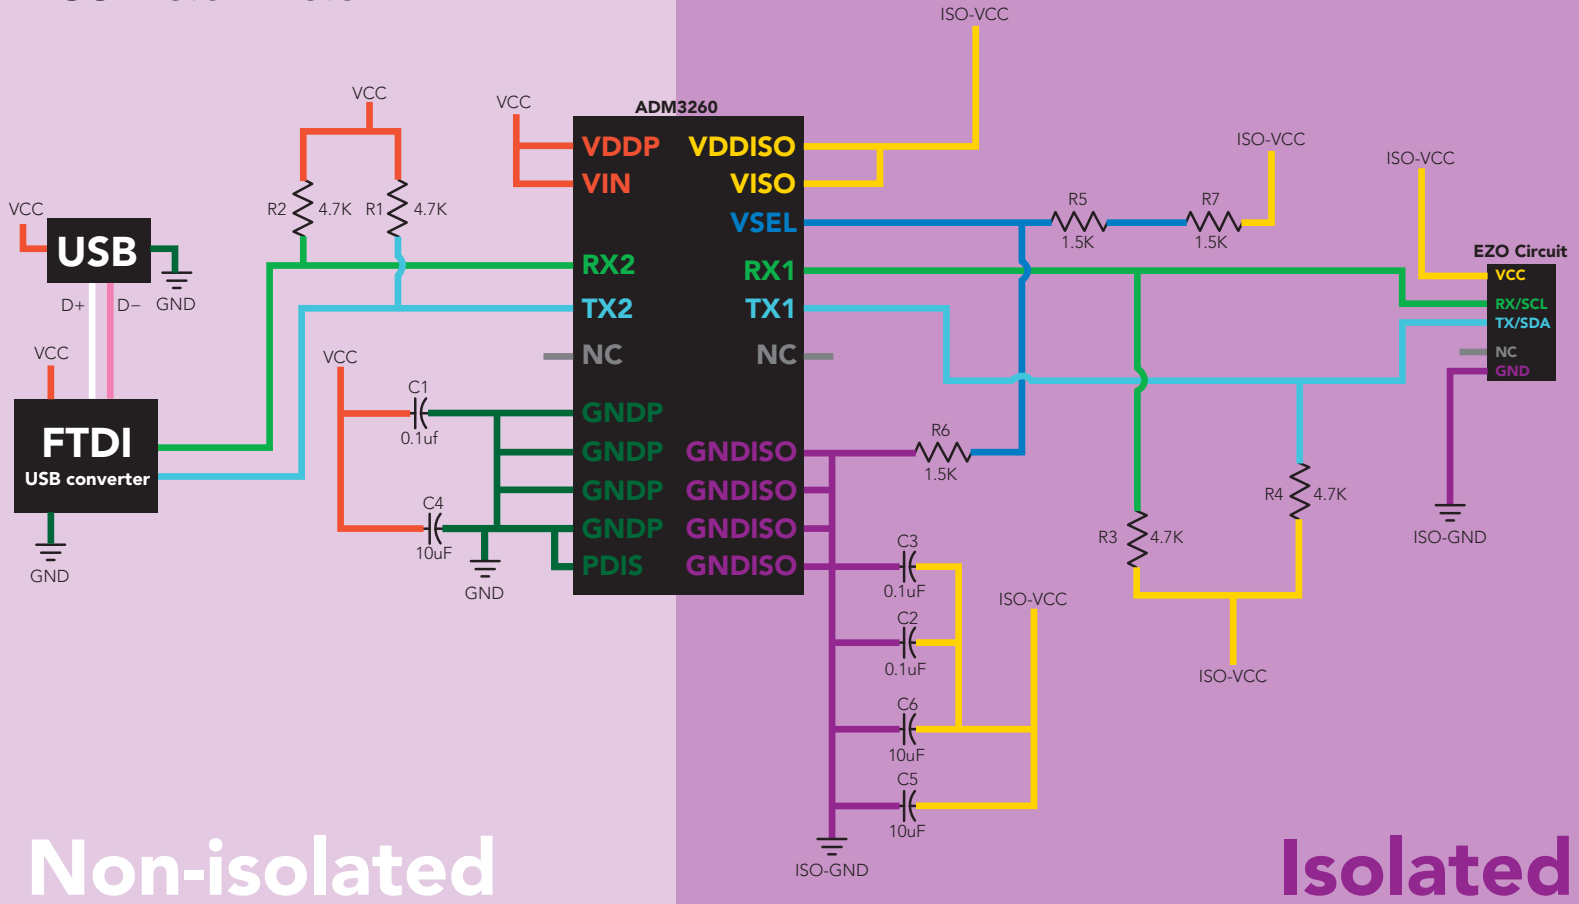 ISO-VCC
VCC
VCC
ADM3260
VDDP VDDISO
VIN VISO
VSEL
RX2 RX1
TX2 TX1
NC NC
GNDP
GNDP GNDISO
GNDP GNDISO
GNDP GNDISO
PDIS GNDISO
R2 4.7K R1 4.7K
VCC
USB
GND
D+ D−
VCC
FTDI
USB converter
GND
VCC
C1
0.1uf
C4
10uF
GND
ISO-VCC
R5
1.5K
R7
1.5K
ISO-VCC
EZO Circuit
VCC
RX/SCL
TX/SDA
NC
GND
ISO-GND
R6
1.5K
R4 4.7K
R3 4.7K
ISO-VCC
C3
0.1uF
C2
0.1uF
ISO-VCC
C6
10uF
C5
10uF
ISO-GND
Non-isolated
Isolated